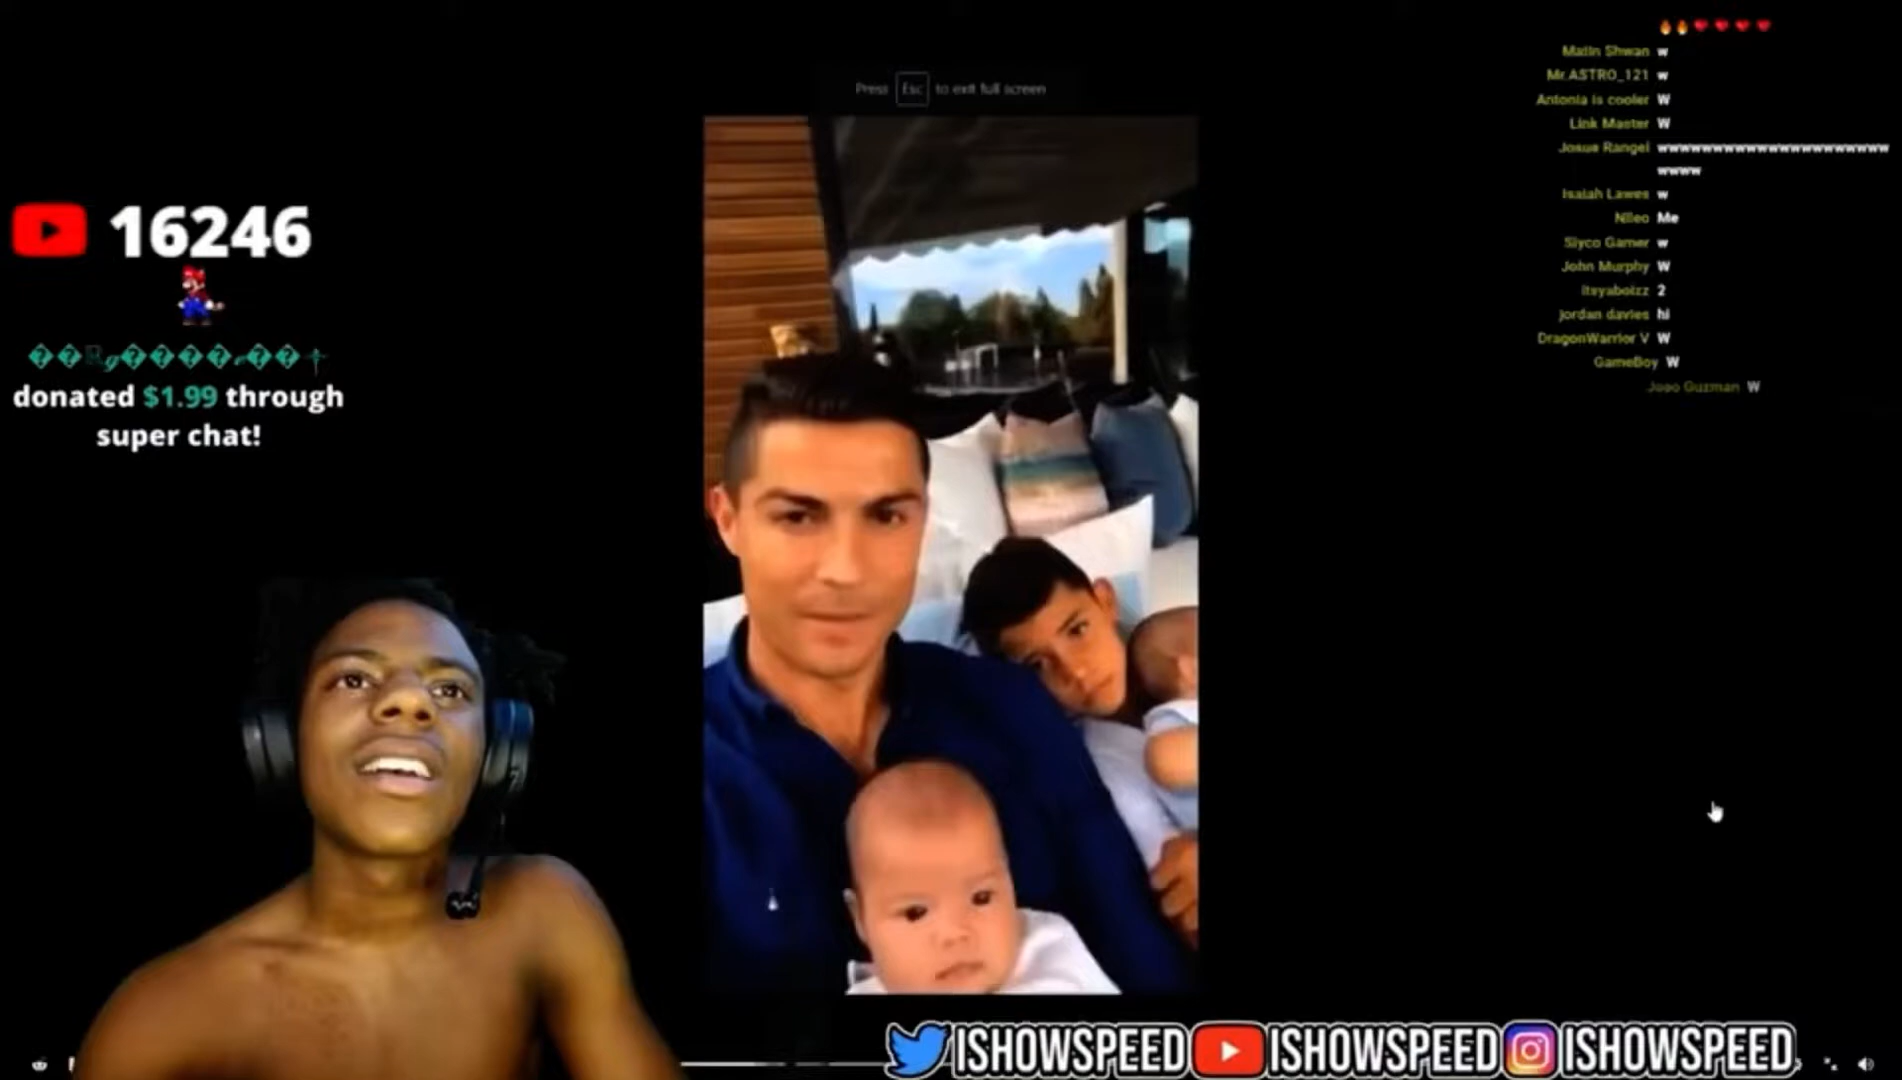 Press Esc to exit full screen
16246
donated $1.99 through
super chat!
Matin Shwan w
Mr.ASTRO_121 w
Antonia is cooler W
Link Master W
Josue Rangel wwwwwwwwwwwwwwwwwwwww
wwww
Isaiah Lawes w
Nileo Me
Slyco Gamer w
John Murphy W
itsyaboizz 2
jordan davies hi
DragonWarrior V W
GameBoy W
Joao Guzman W
ISHOWSPEED ISHOWSPEED ISHOWSPEED